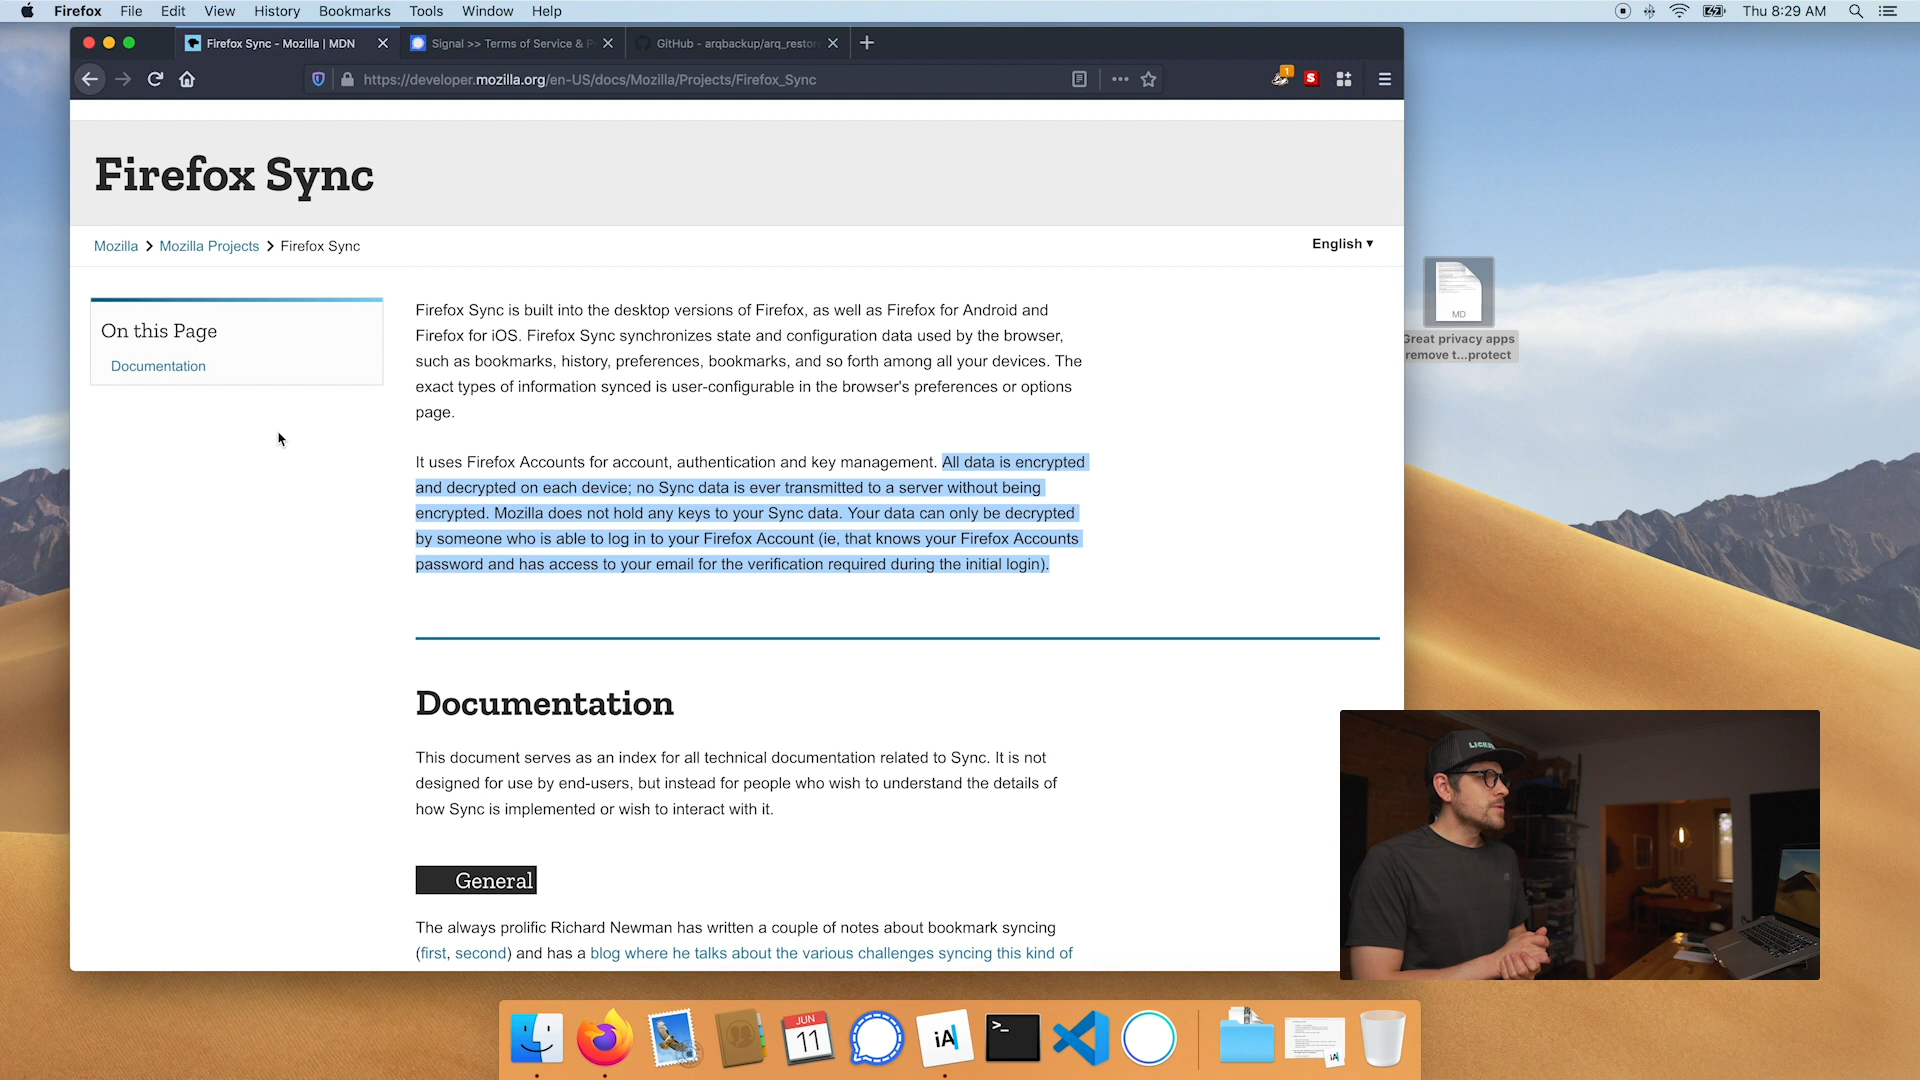 Firefox File Edit View History Bookmarks Tools Window Help
Thu 8:29 AM
Firefox Sync - Mozilla | MDN
Signal >> Terms of Service & P
GitHub - arqbackup/arq_restor
https://developer.mozilla.org/en-US/docs/Mozilla/Projects/Firefox_Sync
1
S
Firefox Sync
Mozilla Mozilla Projects Firefox Sync
English ▾
On this Page
Documentation
Firefox Sync is built into the desktop versions of Firefox, as well as Firefox for Android and
Firefox for iOS. Firefox Sync synchronizes state and configuration data used by the browser,
such as bookmarks, history, preferences, bookmarks, and so forth among all your devices. The
exact types of information synced is user-configurable in the browser's preferences or options
page.
It uses Firefox Accounts for account, authentication and key management. All data is encrypted
and decrypted on each device; no Sync data is ever transmitted to a server without being
encrypted. Mozilla does not hold any keys to your Sync data. Your data can only be decrypted
by someone who is able to log in to your Firefox Account (ie, that knows your Firefox Accounts
password and has access to your email for the verification required during the initial login).
Documentation
This document serves as an index for all technical documentation related to Sync. It is not
designed for use by end-users, but instead for people who wish to understand the details of
how Sync is implemented or wish to interact with it.
General
The always prolific Richard Newman has written a couple of notes about bookmark syncing
(first, second) and has a blog where he talks about the various challenges syncing this kind of
MD
Great privacy apps
remove t...protect
JUN
11
iA
>_
iA